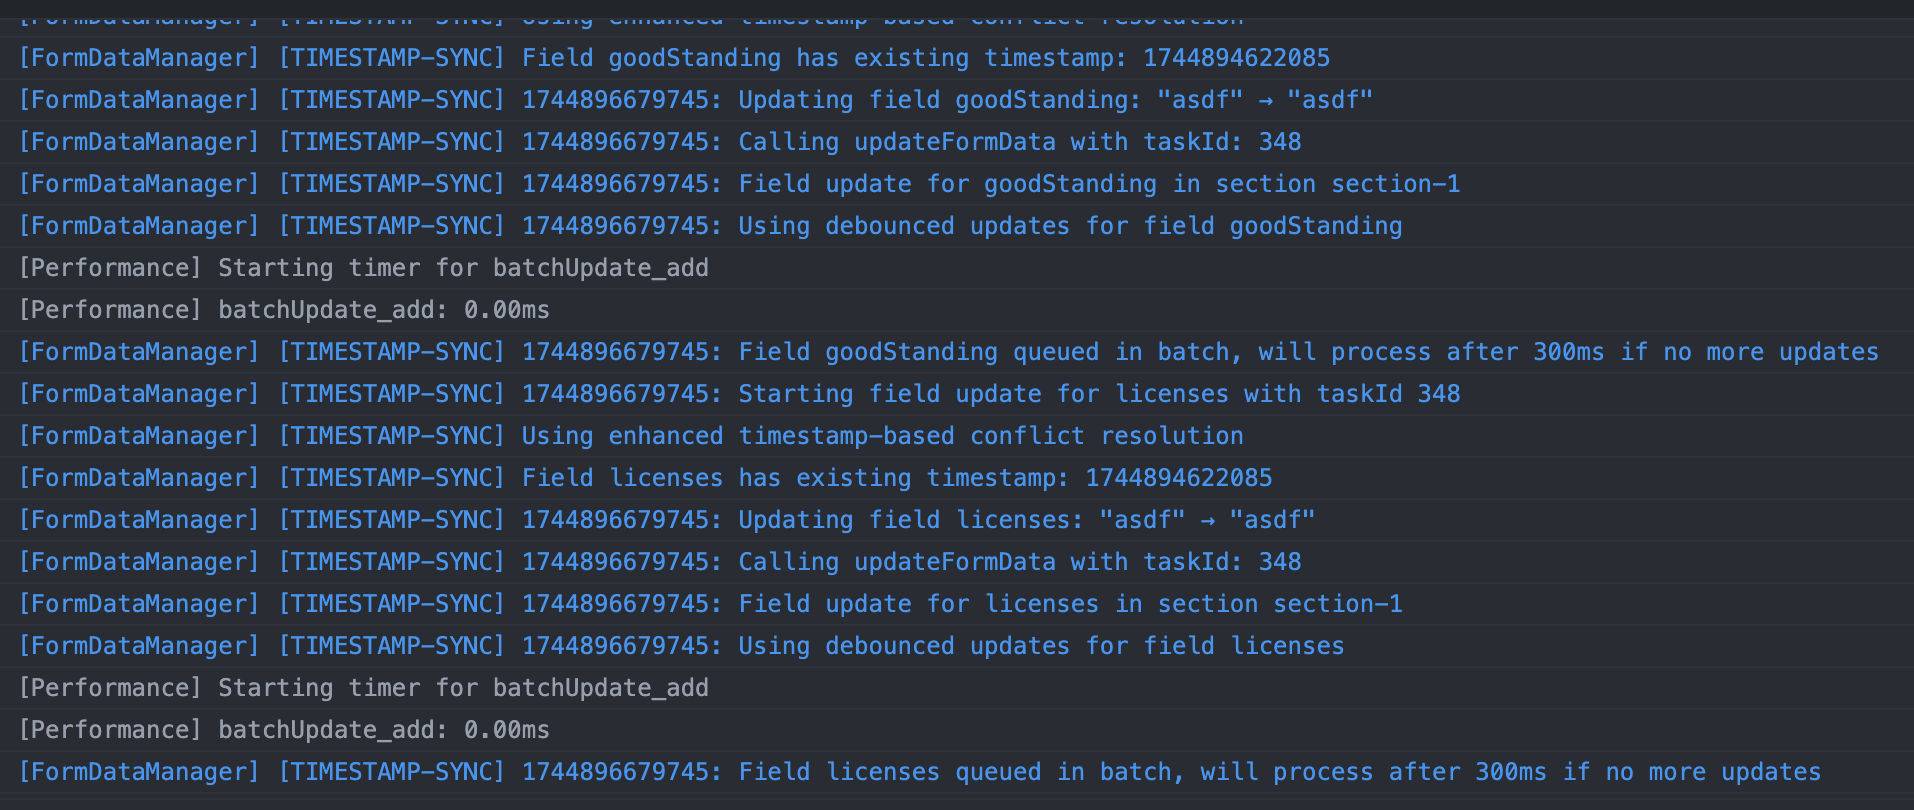 [FormDataManager] [TIMESTAMP-SYNC] Using enhanced timestamp-based conflict resolution
[FormDataManager] [TIMESTAMP-SYNC] Field goodStanding has existing timestamp: 1744894622085
[FormDataManager] [TIMESTAMP-SYNC] 1744896679745: Updating field goodStanding: "asdf" → "asdf"
[FormDataManager] [TIMESTAMP-SYNC] 1744896679745: Calling updateFormData with taskId: 348
[FormDataManager] [TIMESTAMP-SYNC] 1744896679745: Field update for goodStanding in section section-1
[FormDataManager] [TIMESTAMP-SYNC] 1744896679745: Using debounced updates for field goodStanding
[Performance] Starting timer for batchUpdate_add
[Performance] batchUpdate_add: 0.00ms
[FormDataManager] [TIMESTAMP-SYNC] 1744896679745: Field goodStanding queued in batch, will process after 300ms if no more updates
[FormDataManager] [TIMESTAMP-SYNC] 1744896679745: Starting field update for licenses with taskId 348
[FormDataManager] [TIMESTAMP-SYNC] Using enhanced timestamp-based conflict resolution
[FormDataManager] [TIMESTAMP-SYNC] Field licenses has existing timestamp: 1744894622085
[FormDataManager] [TIMESTAMP-SYNC] 1744896679745: Updating field licenses: "asdf" → "asdf"
[FormDataManager] [TIMESTAMP-SYNC] 1744896679745: Calling updateFormData with taskId: 348
[FormDataManager] [TIMESTAMP-SYNC] 1744896679745: Field update for licenses in section section-1
[FormDataManager] [TIMESTAMP-SYNC] 1744896679745: Using debounced updates for field licenses
[Performance] Starting timer for batchUpdate_add
[Performance] batchUpdate_add: 0.00ms
[FormDataManager] [TIMESTAMP-SYNC] 1744896679745: Field licenses queued in batch, will process after 300ms if no more updates